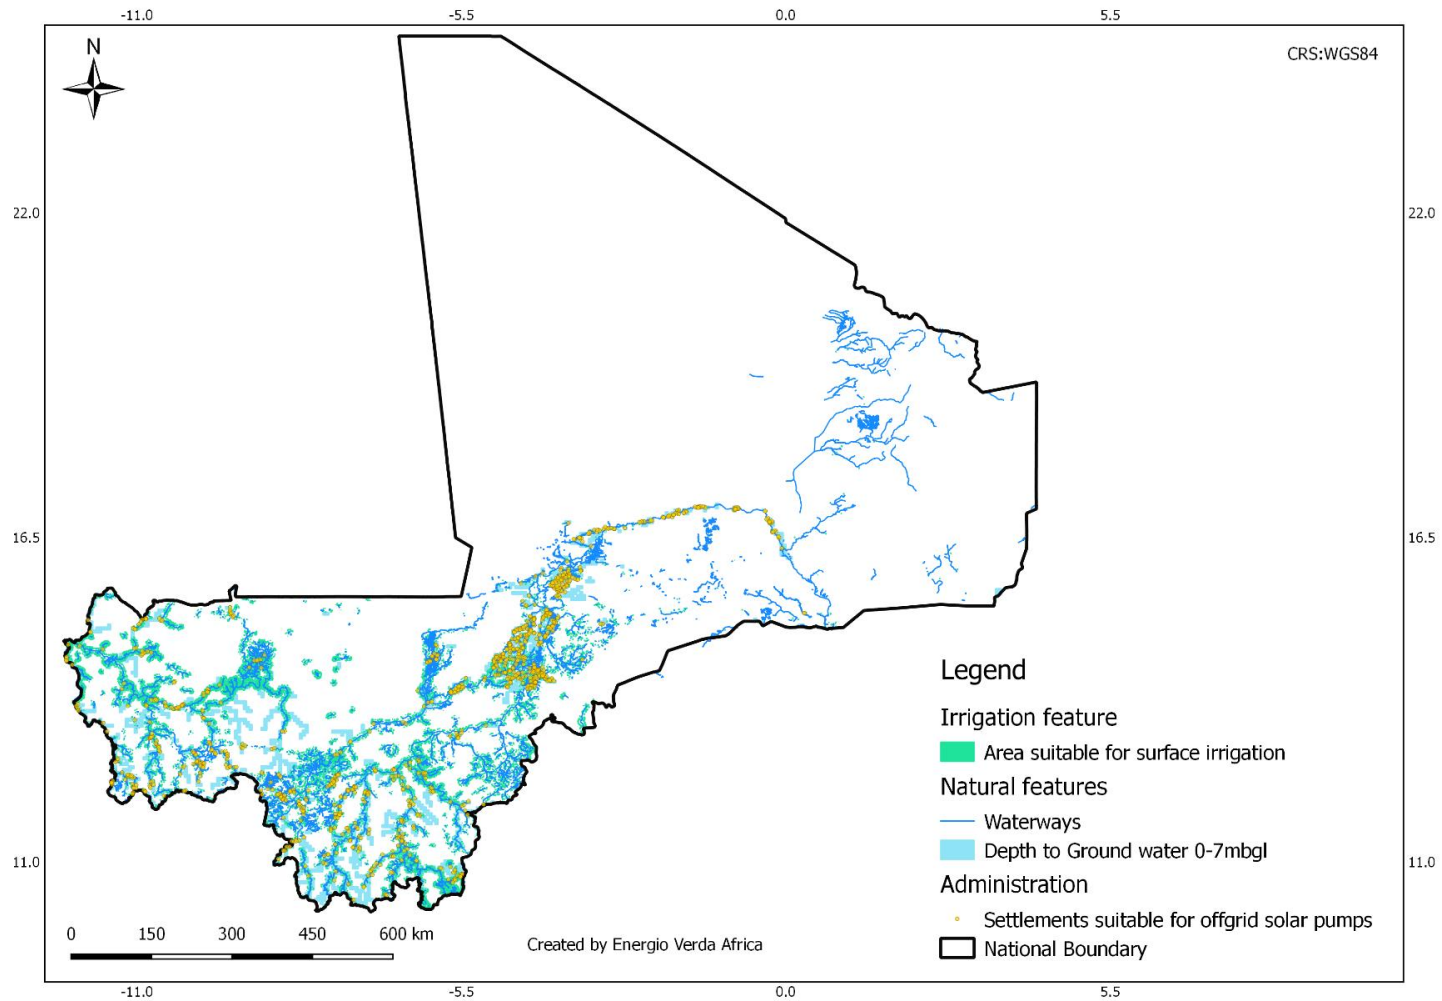 -11.0 -5.5 0.0 5.5
N
CRS:WGS84
22.0 22.0
16.5 16.5
Legend
Irrigation feature
Area suitable for surface irrigation
Natural features
Waterways
Depth to Ground water 0-7mbgl
11.0 11.0
Administration
Settlements suitable for offgrid solar pumps
National Boundary
0 150 300 450 600 km
Created by Energio Verda Africa
-11.0 -5.5 0.0 5.5